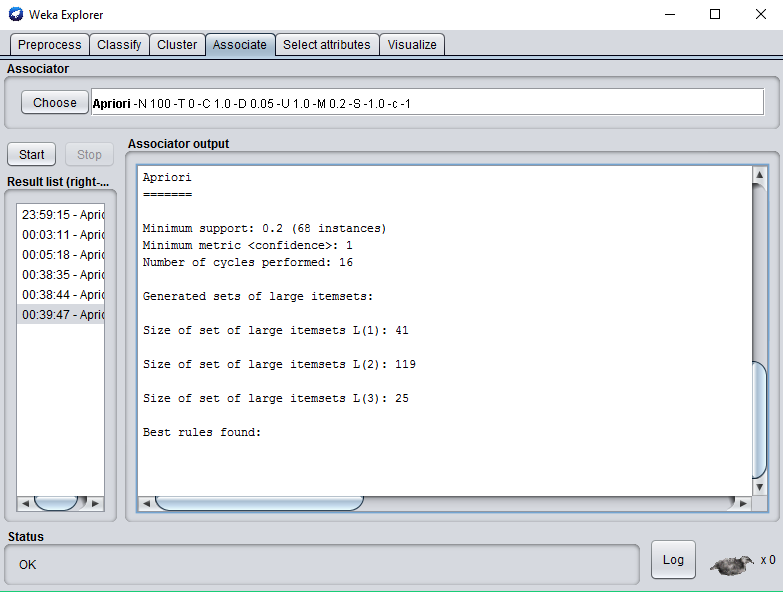 Weka Explorer
Preprocess Classify Cluster Associate Select attributes Visualize
Associator
Choose Apriori -N 100 -T 0 -C 1.0 -D 0.05 -U 1.0 -M 0.2 -S -1.0 -c -1
Start Stop
Result list (right-...
23:59:15 - Aprio
00:03:11 - Aprio
00:05:18 - Aprio
00:38:35 - Aprio
00:38:44 - Aprio
00:39:47 - Aprio
Associator output
Apriori
=======
Minimum support: 0.2 (68 instances)
Minimum metric <confidence>: 1
Number of cycles performed: 16
Generated sets of large itemsets:
Size of set of large itemsets L(1): 41
Size of set of large itemsets L(2): 119
Size of set of large itemsets L(3): 25
Best rules found:
Status
OK
Log
x 0